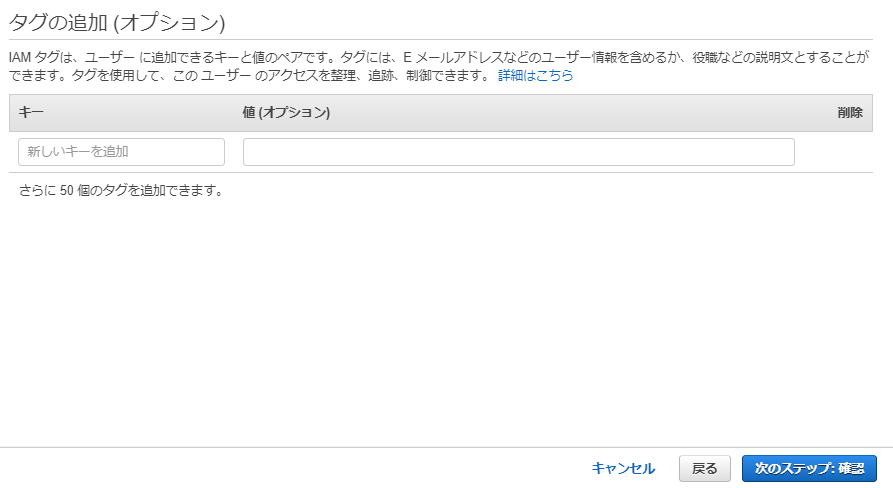 タグの追加 (オプション)
IAM タグは、ユーザー に追加できるキーと値のペアです。タグには、E メールアドレスなどのユーザー情報を含めるか、役職などの説明文とすることが
できます。タグを使用して、この ユーザー のアクセスを整理、追跡、制御できます。 詳細はこちら
キー 値 (オプション) 削除
新しいキーを追加
さらに 50 個のタグを追加できます。
キャンセル 戻る 次のステップ: 確認